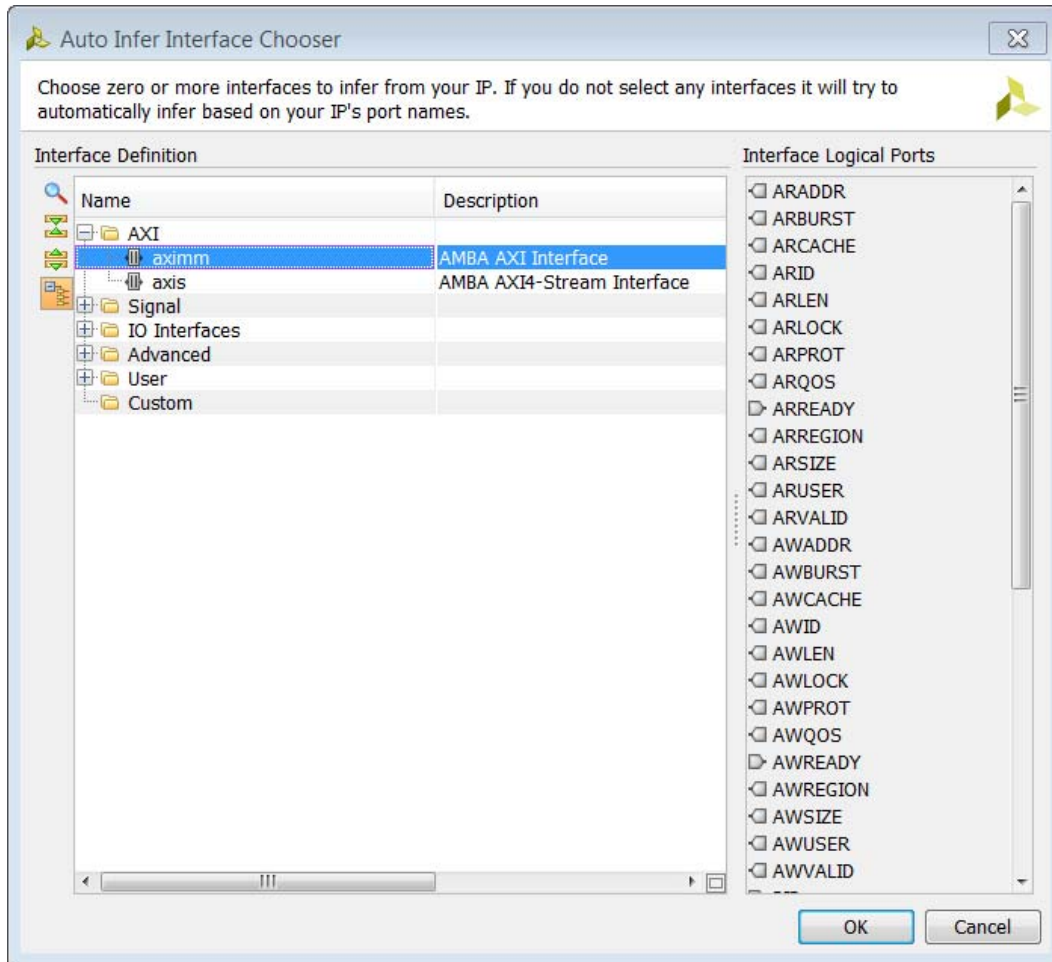 Auto Infer Interface Chooser
Choose zero or more interfaces to infer from your IP. If you do not select any interfaces it will try to
automatically infer based on your IP's port names.
Interface Definition
Name Description
AXI
aximm AMBA AXI Interface
axis AMBA AXI4-Stream Interface
Signal
IO Interfaces
Advanced
User
Custom
Interface Logical Ports
ARADDR
ARBURST
ARCACHE
ARID
ARLEN
ARLOCK
ARPROT
ARQOS
ARREADY
ARREGION
ARSIZE
ARUSER
ARVALID
AWADDR
AWBURST
AWCACHE
AWID
AWLEN
AWLOCK
AWPROT
AWQOS
AWREADY
AWREGION
AWSIZE
AWUSER
AWVALID
OK Cancel